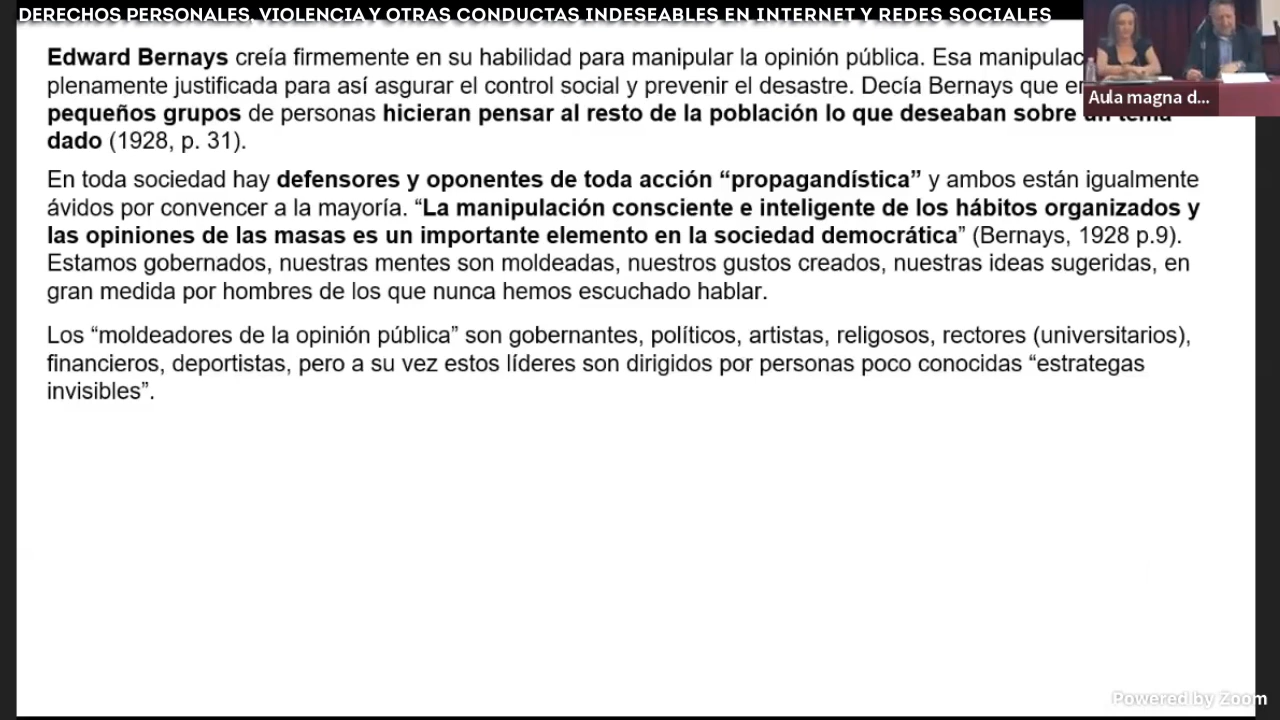 DERECHOS PERSONALES, VIOLENCIA Y OTRAS CONDUCTAS INDESEABLES EN INTERNET Y REDES SOCIALES
Edward Bernays creía firmemente en su habilidad para manipular la opinión pública. Esa
plenamente justificada para así asgurar el control social y prevenir el desastre. Decía Bernays que
pequeños grupos de personas hicieran pensar al resto de la población lo que deseaban sobre un tema
dado (1928, p. 31).
En toda sociedad hay defensores y oponentes de toda acción “propagandística” y ambos están igualmente
ávidos por convencer a la mayoría. “La manipulación consciente e inteligente de los hábitos organizados y
las opiniones de las masas es un importante elemento en la sociedad democrática” (Bernays, 1928 p.9).
Estamos gobernados, nuestras mentes son moldeadas, nuestros gustos creados, nuestras ideas sugeridas, en
gran medida por hombres de los que nunca hemos escuchado hablar.
Los “moldeadores de la opinión pública” son gobernantes, políticos, artistas, religosos, rectores (universitarios),
financieros, deportistas, pero a su vez estos líderes son dirigidos por personas poco conocidas “estrategas
invisibles”.
Aula magna d...
Powered by Zoom